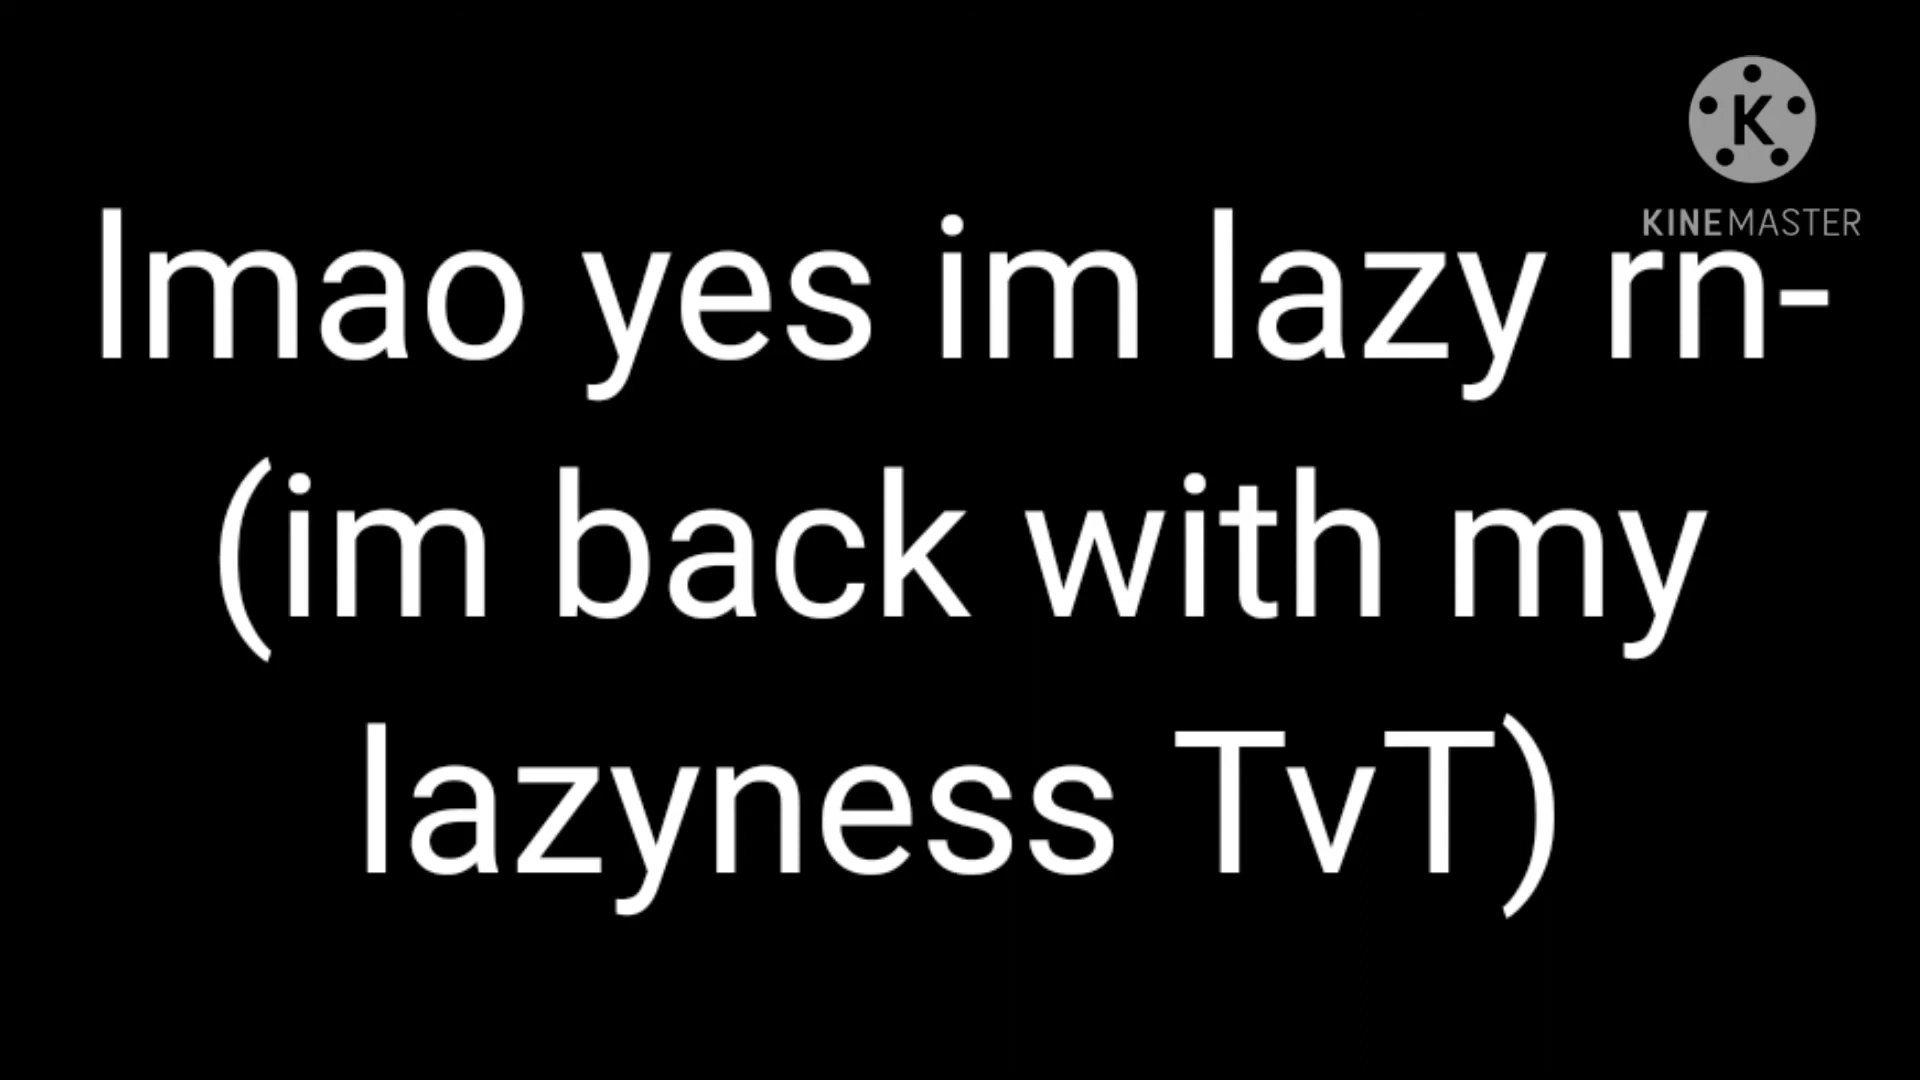 K
KINEMASTER
lmao yes im lazy rn-
(im back with my
lazyness TvT)